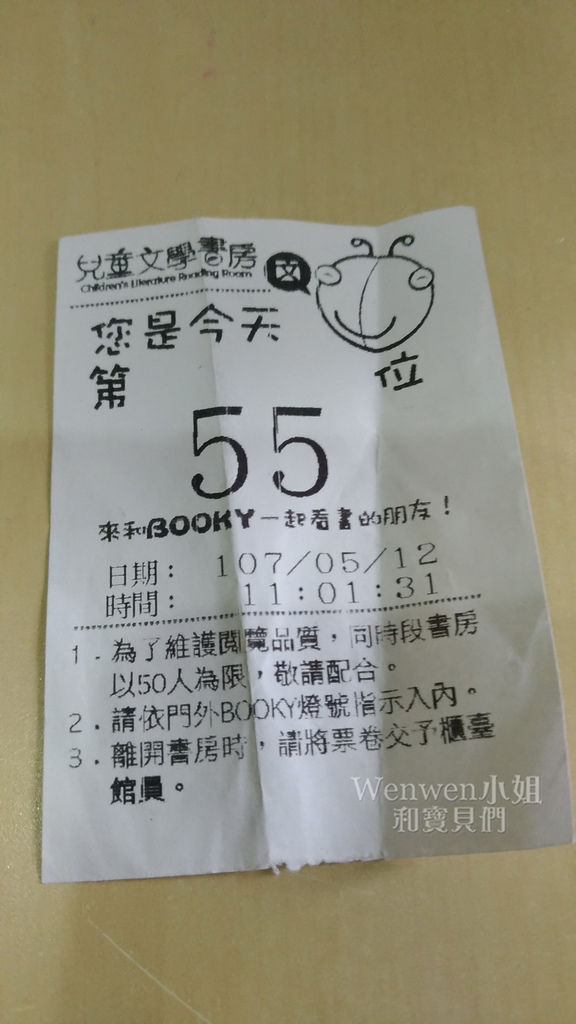 兒童文學書房
Children's Literature Reading Room
文
您是今天
第 位
55
來和BOOKY一起看書的朋友！
日期： 107/05/12
時間： 11:01:31
1.為了維護閱覽品質，同時段書房
以50人為限，敬請配合。
2.請依門外BOOKY燈號指示入內。
3.離開書房時，請將票卷交予櫃臺
館員。
Wenwen小姐
和寶貝們